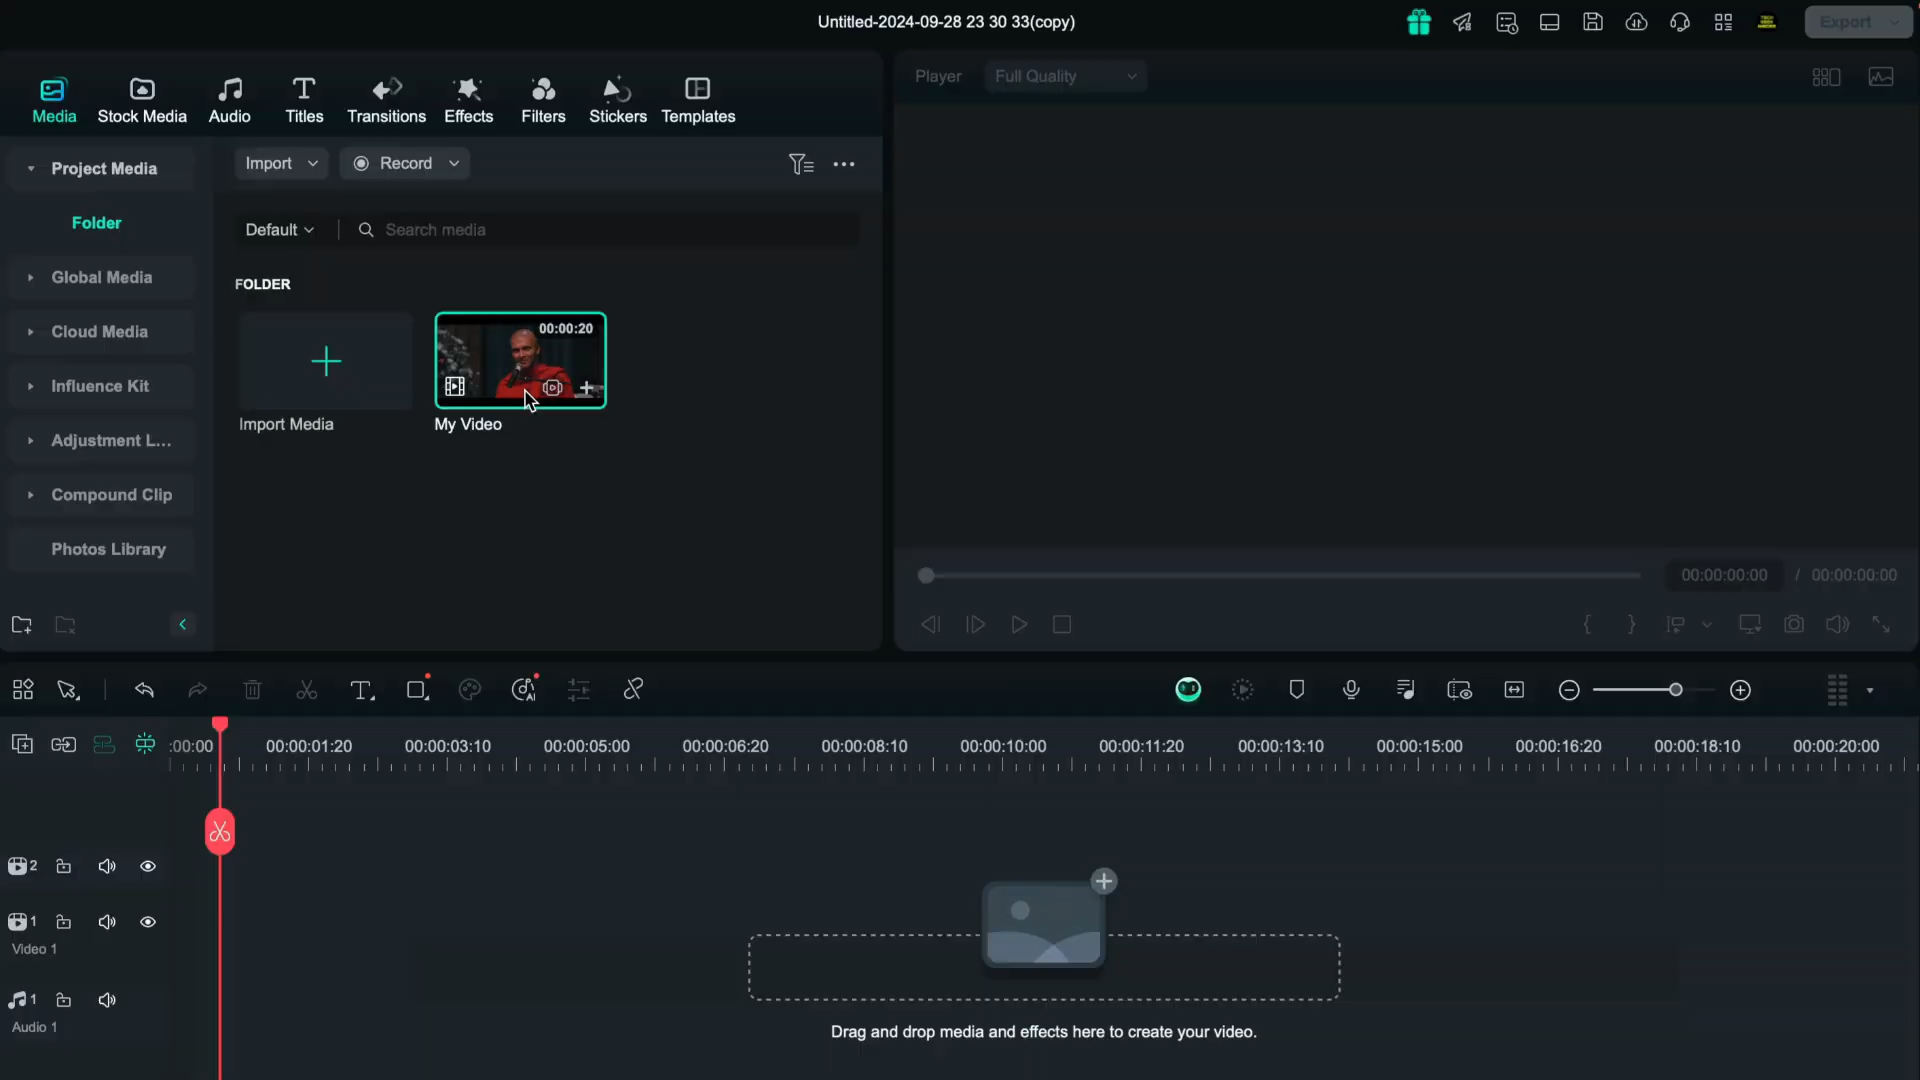 Untitled-2024-09-28 23 30 33(copy)
Export
Media
Stock Media
Audio
Titles
Transitions
Effects
Filters
Stickers
Templates
Player
Full Quality
Project Media
Import
Record
Folder
Default
Search media
Global Media
FOLDER
Cloud Media
00:00:20
Influence Kit
Import Media
My Video
Adjustment L...
Compound Clip
Photos Library
00:00:00:00 / 00:00:00:00
T
AI
:00:00
00:00:01:20
00:00:03:10
00:00:05:00
00:00:06:20
00:00:08:10
00:00:10:00
00:00:11:20
00:00:13:10
00:00:15:00
00:00:16:20
00:00:18:10
00:00:20:00
2
1
Video 1
1
Audio 1
Drag and drop media and effects here to create your video.